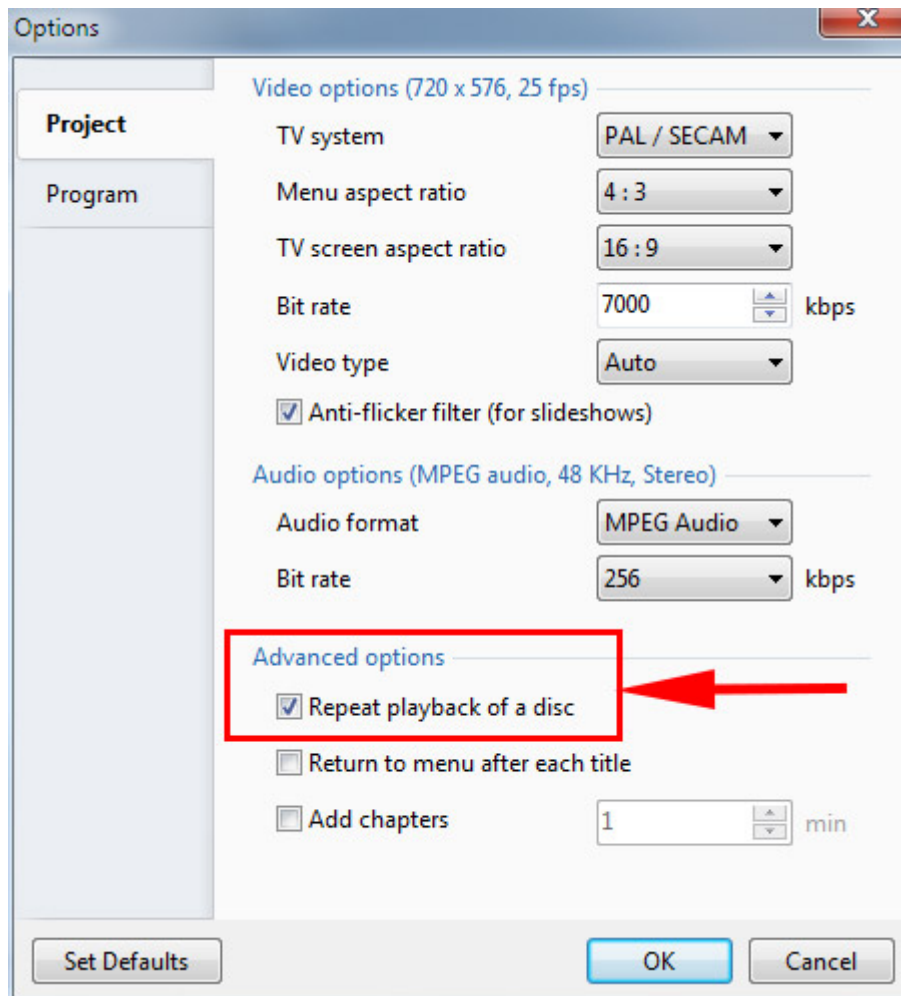 Options
Project
Program
Video options (720 x 576, 25 fps)
TV system PAL / SECAM
Menu aspect ratio 4 : 3
TV screen aspect ratio 16 : 9
Bit rate 7000 kbps
Video type Auto
Anti-flicker filter (for slideshows)
Audio options (MPEG audio, 48 KHz, Stereo)
Audio format MPEG Audio
Bit rate 256 kbps
Advanced options
Repeat playback of a disc
Return to menu after each title
Add chapters 1 min
Set Defaults OK Cancel